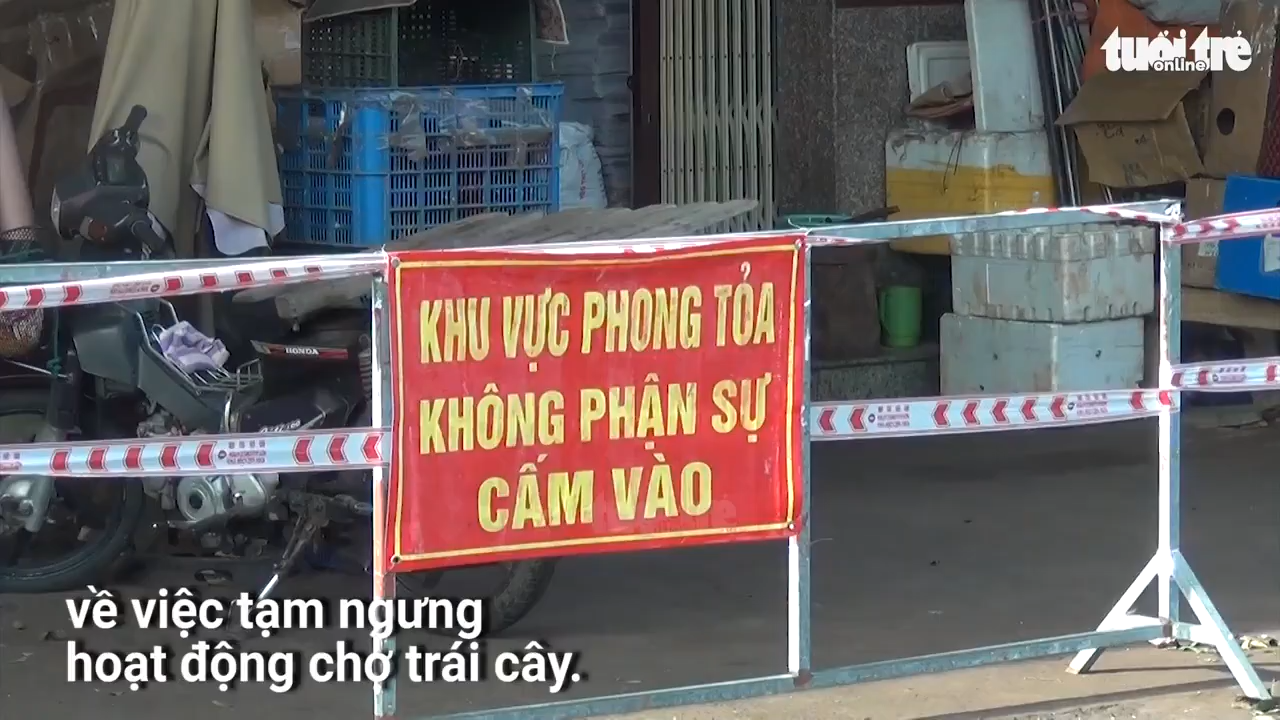 tuổi trẻ
online
HONDA
KHU VỰC PHONG TỎA
KHÔNG PHẬN SỰ
CẤM VÀO
về việc tạm ngưng
hoạt động chợ trái cây.